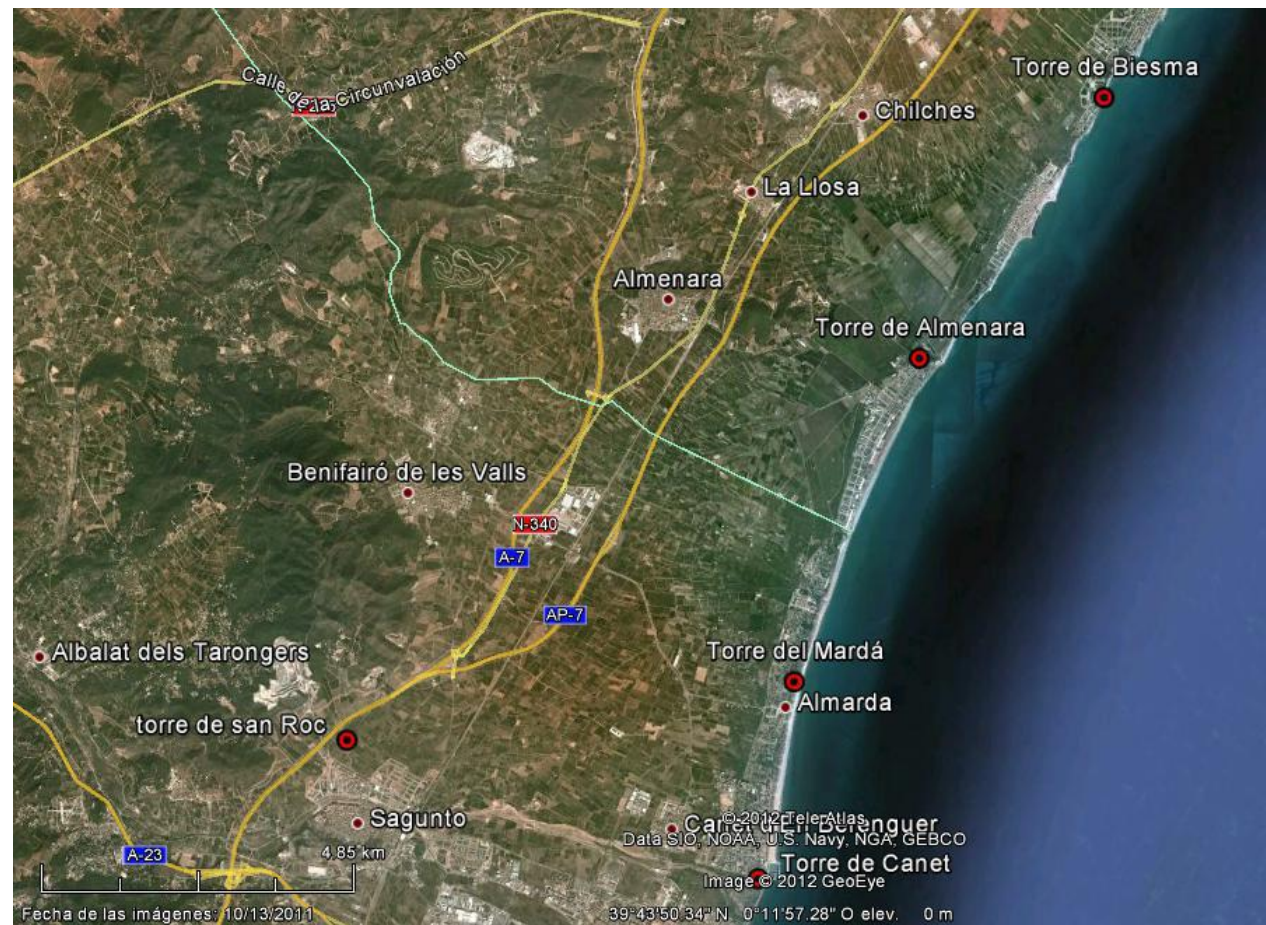 Torre de Biesma
Calle de la Circunvalación
Chilches
La Llosa
Almenara
Torre de Almenara
Benifairó de les Valls
N-340
A-7
AP-7
Albalat dels Tarongers
Torre del Mardá
Almarda
torre de san Roc
Sagunto
© 2012 Tele Atlas
Canet d'En Berenguer
Data SIO, NOAA, U.S. Navy, NGA, GEBCO
A-23
4,85 km
Torre de Canet
Image © 2012 GeoEye
Fecha de las imágenes: 10/13/2011
39°43'50.34" N 0°11'57.28" O elev. 0 m